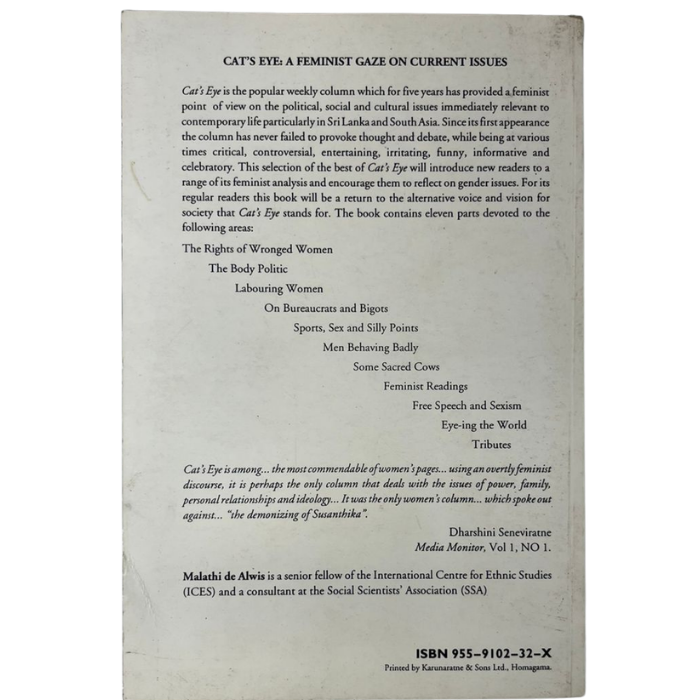 CAT'S EYE: A FEMINIST GAZE ON CURRENT ISSUES
Cat's Eye is the popular weekly column which for five years has provided a feminist
point of view on the political, social and cultural issues immediately relevant to
contemporary life particularly in Sri Lanka and South Asia. Since its first appearance
the column has never failed to provoke thought and debate, while being at various
times critical, controversial, entertaining, irritating, funny, informative and
celebratory. This selection of the best of Cat's Eye will introduce new readers to a
range of its feminist analysis and encourage them to reflect on gender issues. For its
regular readers this book will be a return to the alternative voice and vision for
society that Cat's Eye stands for. The book contains eleven parts devoted to the
following areas:
The Rights of Wronged Women
The Body Politic
Labouring Women
On Bureaucrats and Bigots
Sports, Sex and Silly Points
Men Behaving Badly
Some Sacred Cows
Feminist Readings
Free Speech and Sexism
Eye-ing the World
Tributes
Cat's Eye is among... the most commendable of women's pages... using an overtly feminist
discourse, it is perhaps the only column that deals with the issues of power, family,
personal relationships and ideology... It was the only women's column... which spoke out
against... "the demonizing of Susanthika".
Dharshini Seneviratne
Media Monitor, Vol 1, NO 1.
Malathi de Alwis is a senior fellow of the International Centre for Ethnic Studies
(ICES) and a consultant at the Social Scientists' Association (SSA)
ISBN 955-9102-32-X
Printed by Karunaratne & Sons Ltd., Homagama.